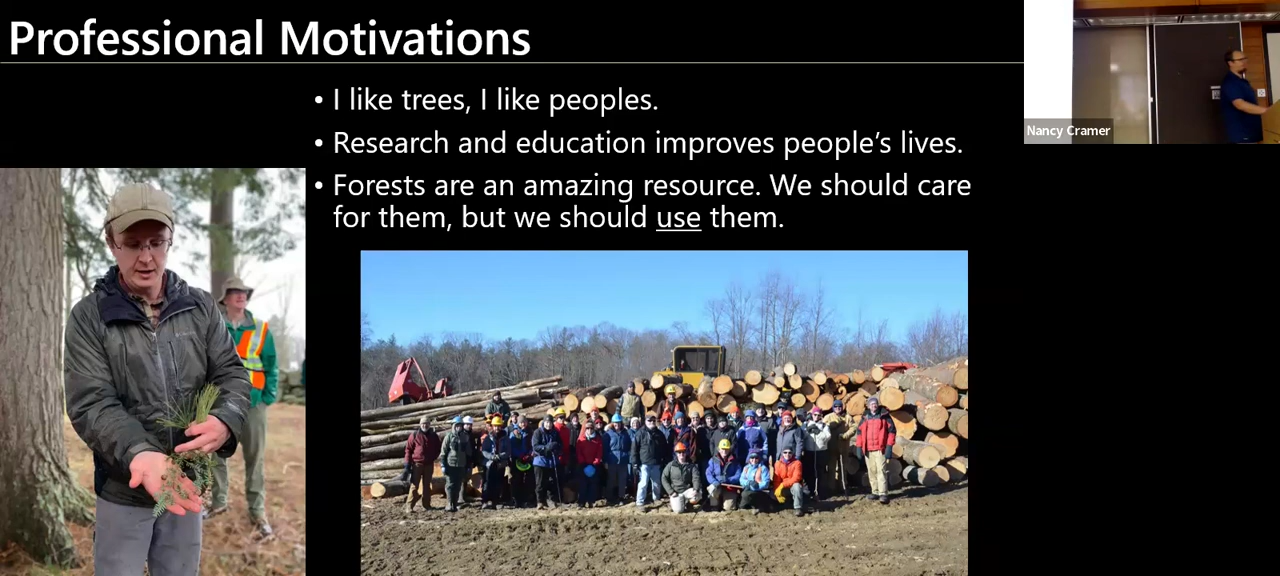 Professional Motivations
• I like trees, I like peoples.
• Research and education improves people's lives.
• Forests are an amazing resource. We should care
for them, but we should use them.
Nancy Cramer